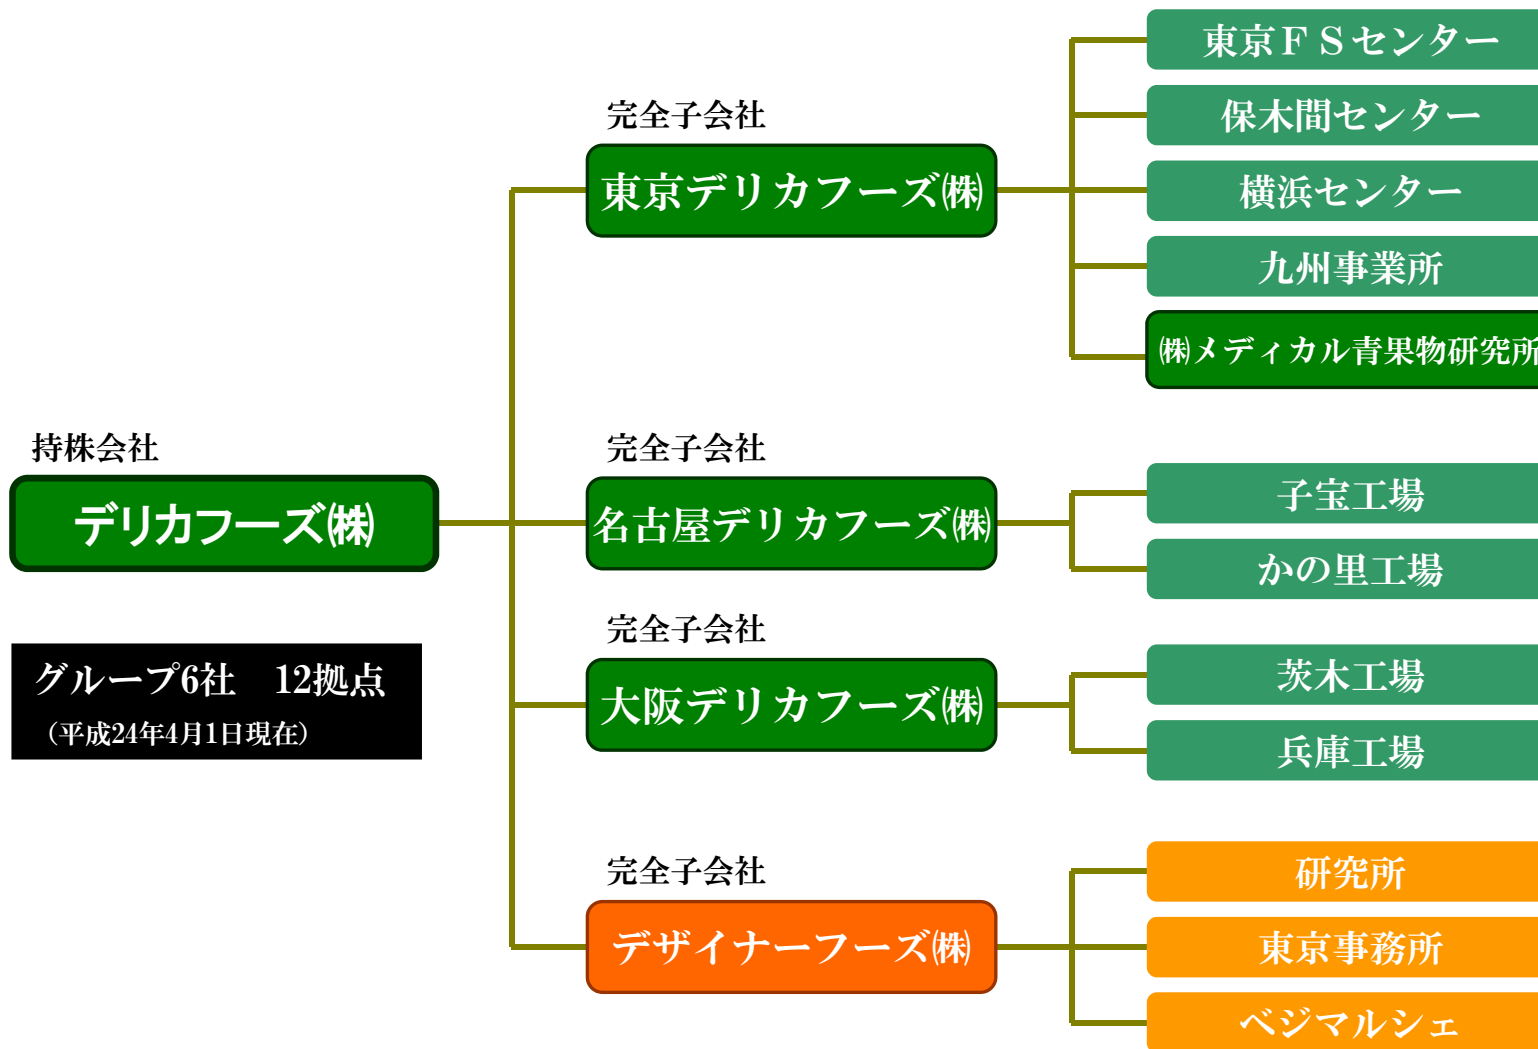 持株会社
デリカフーズ㈱
グループ6社　12拠点
（平成24年4月1日現在）
完全子会社
東京デリカフーズ㈱
東京ＦＳセンター
保木間センター
横浜センター
九州事業所
㈱メディカル青果物研究所
完全子会社
名古屋デリカフーズ㈱
子宝工場
かの里工場
完全子会社
大阪デリカフーズ㈱
茨木工場
兵庫工場
完全子会社
デザイナーフーズ㈱
研究所
東京事務所
ベジマルシェ